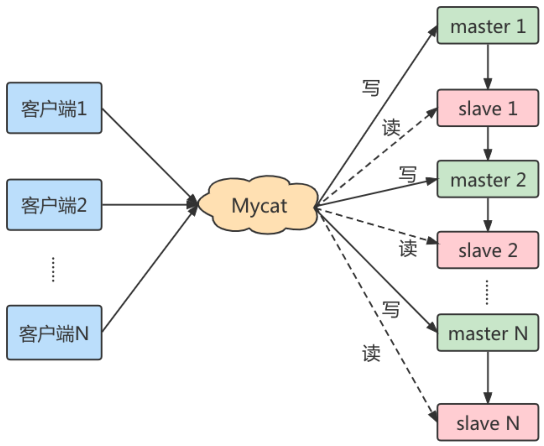 客户端1
客户端2
......
客户端N
Mycat
写
读
写
读
写
读
master 1
slave 1
master 2
slave 2
......
master N
slave N